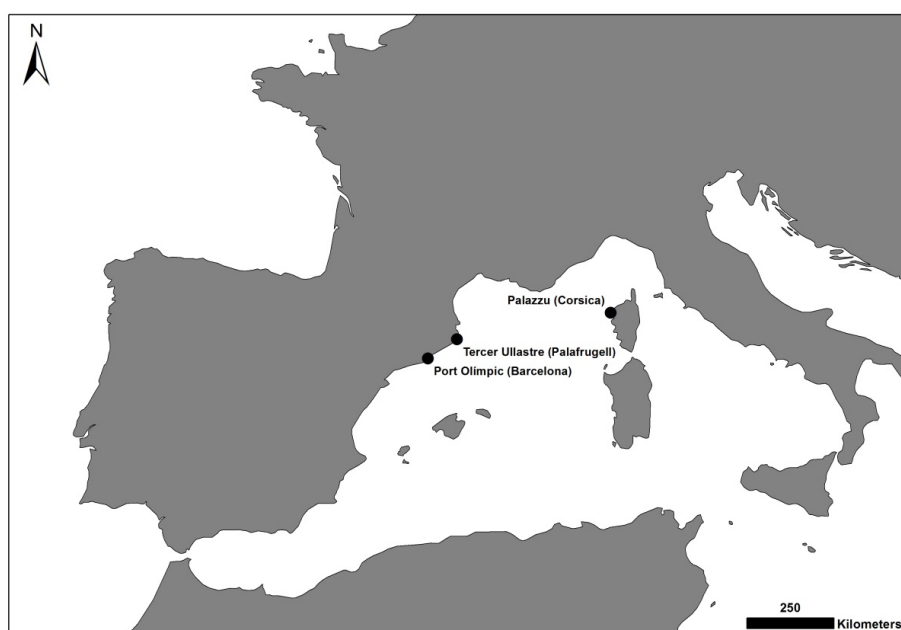 N
Palazzu (Corsica)
Tercer Ullastre (Palafrugell)
Port Olímpic (Barcelona)
250
Kilometers